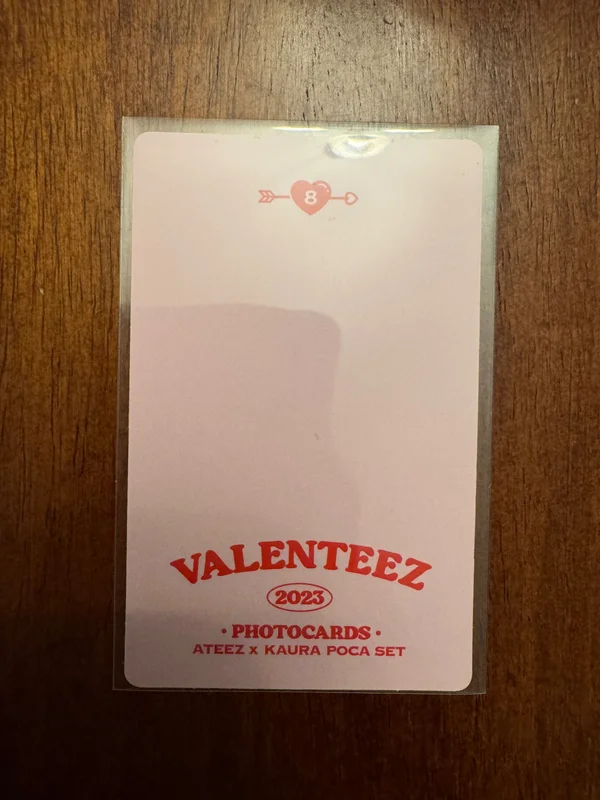 8
VALENTEEZ
2023
• PHOTOCARDS •
ATEEZ x KAURA POCA SET